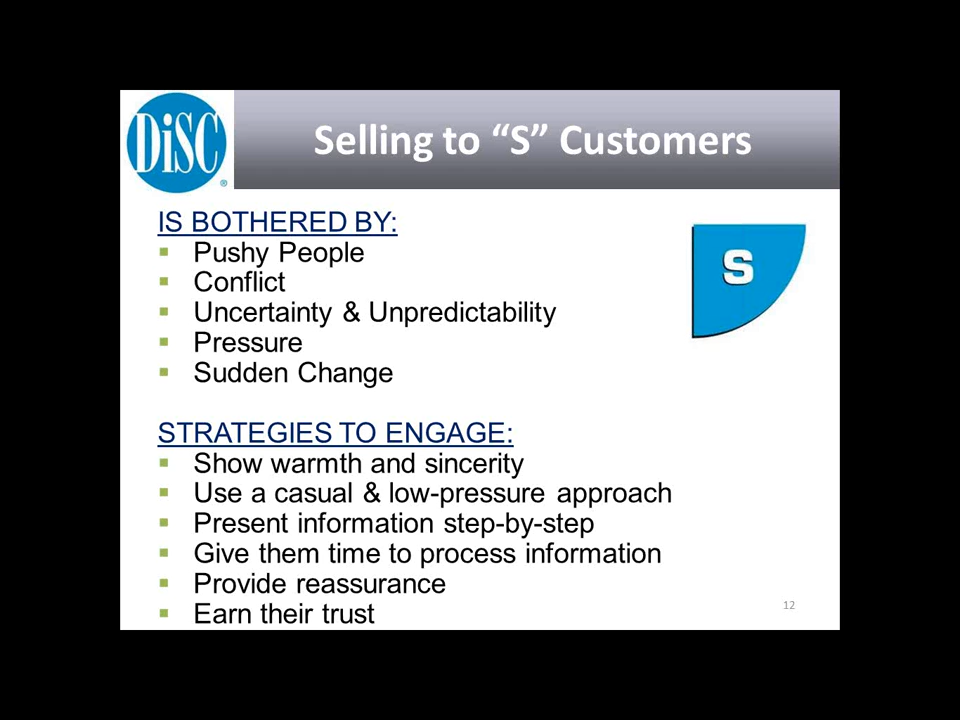 DiSC®
Selling to “S” Customers
IS BOTHERED BY:
Pushy People
Conflict
Uncertainty & Unpredictability
Pressure
Sudden Change
S
STRATEGIES TO ENGAGE:
Show warmth and sincerity
Use a casual & low-pressure approach
Present information step-by-step
Give them time to process information
Provide reassurance
Earn their trust
12